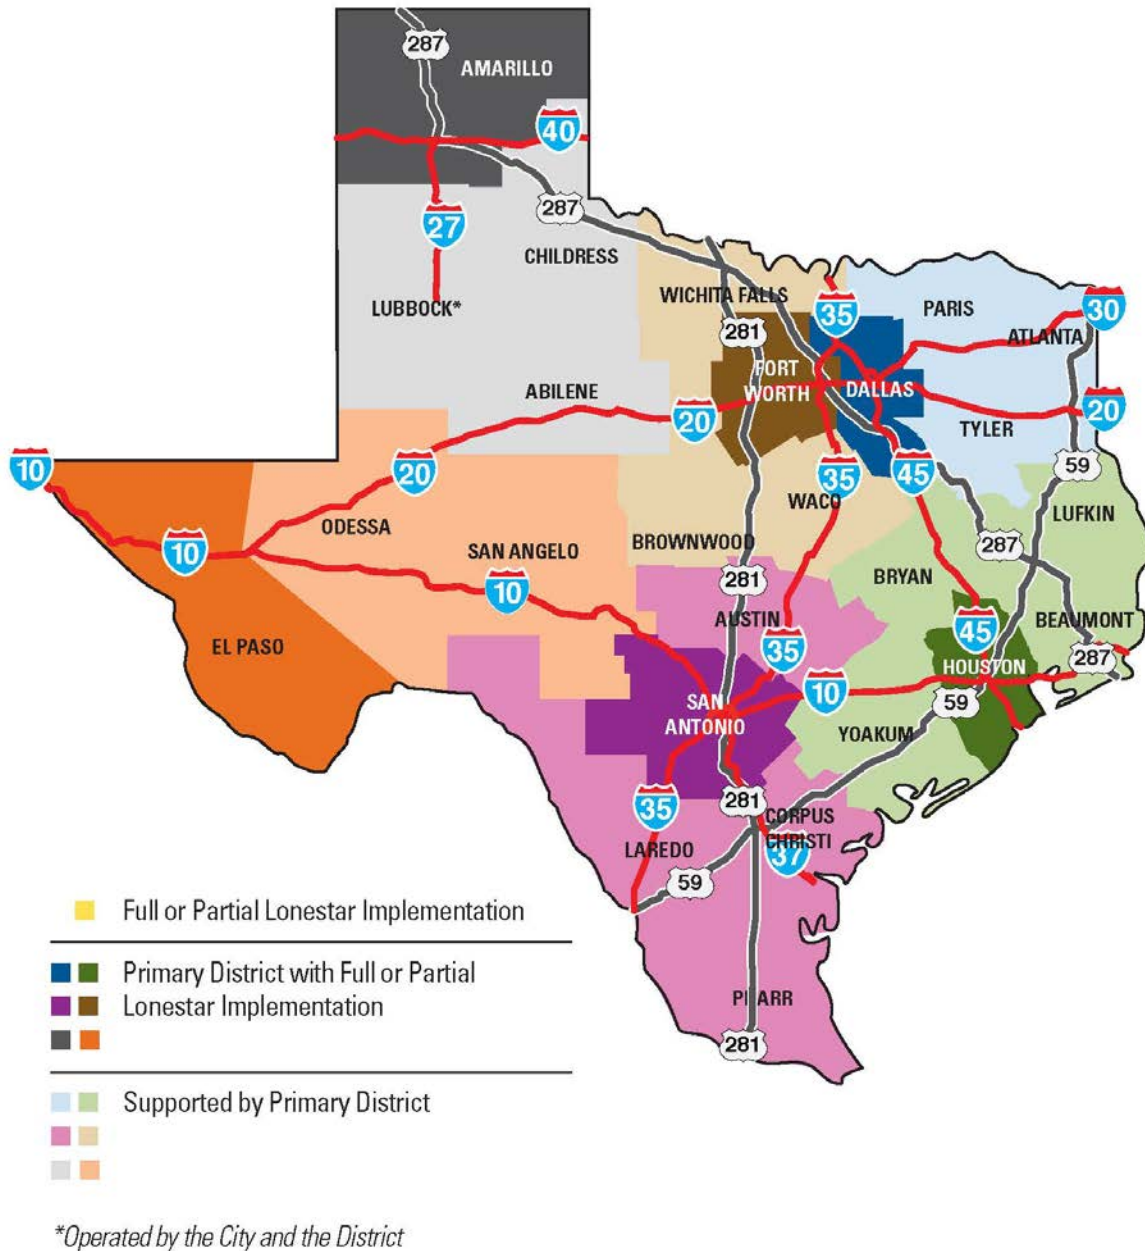 287
AMARILLO
40
27
287
CHILDRESS
LUBBOCK*
WICHITA FALLS
35
PARIS
30
281
ATLANTA
FORT
WORTH
DALLAS
ABILENE
20
20
TYLER
10
20
59
35
45
WACO
LUFKIN
ODESSA
10
SAN ANGELO
BROWNWOOD
287
10
281
BRYAN
AUSTIN
45
BEAUMONT
EL PASO
35
HOUSTON
287
10
59
SAN
ANTONIO
YOAKUM
35
281
CORPUS
CHRISTI
LAREDO
37
59
PHARR
281
Full or Partial Lonestar Implementation
Primary District with Full or Partial
Lonestar Implementation
Supported by Primary District
*Operated by the City and the District